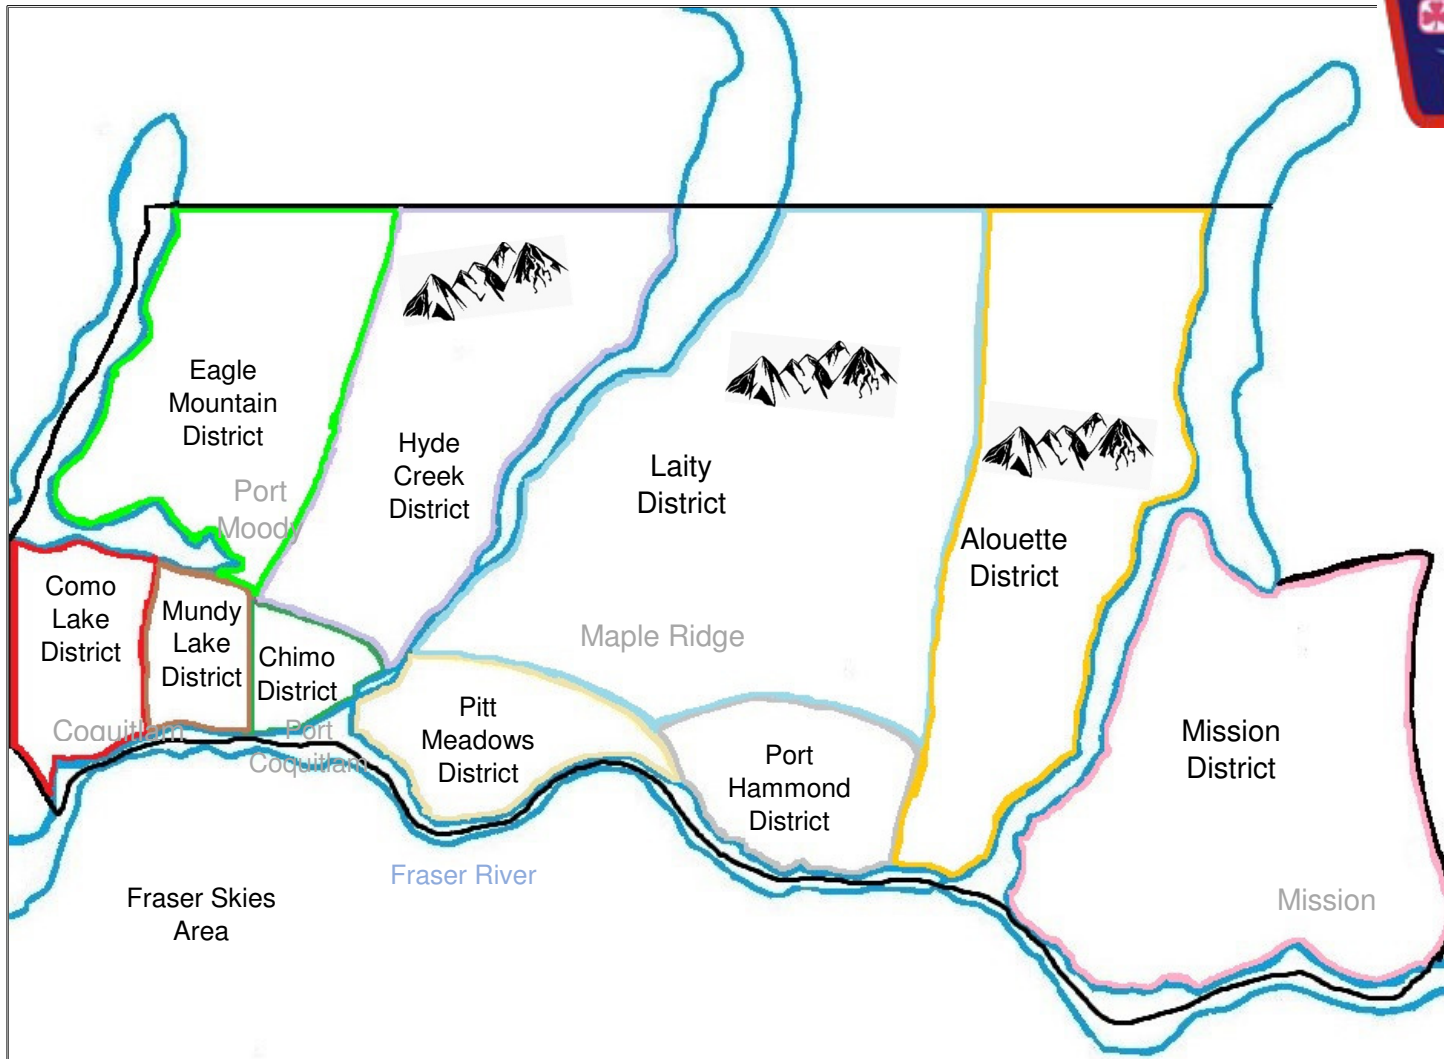 Eagle
Mountain
District
Port
Moody
Hyde
Creek
District
Laity
District
Alouette
District
Como
Lake
District
Mundy
Lake
District
Chimo
District
Maple Ridge
Coquitlam
Port
Coquitlam
Pitt
Meadows
District
Port
Hammond
District
Mission
District
Fraser River
Fraser Skies
Area
Mission